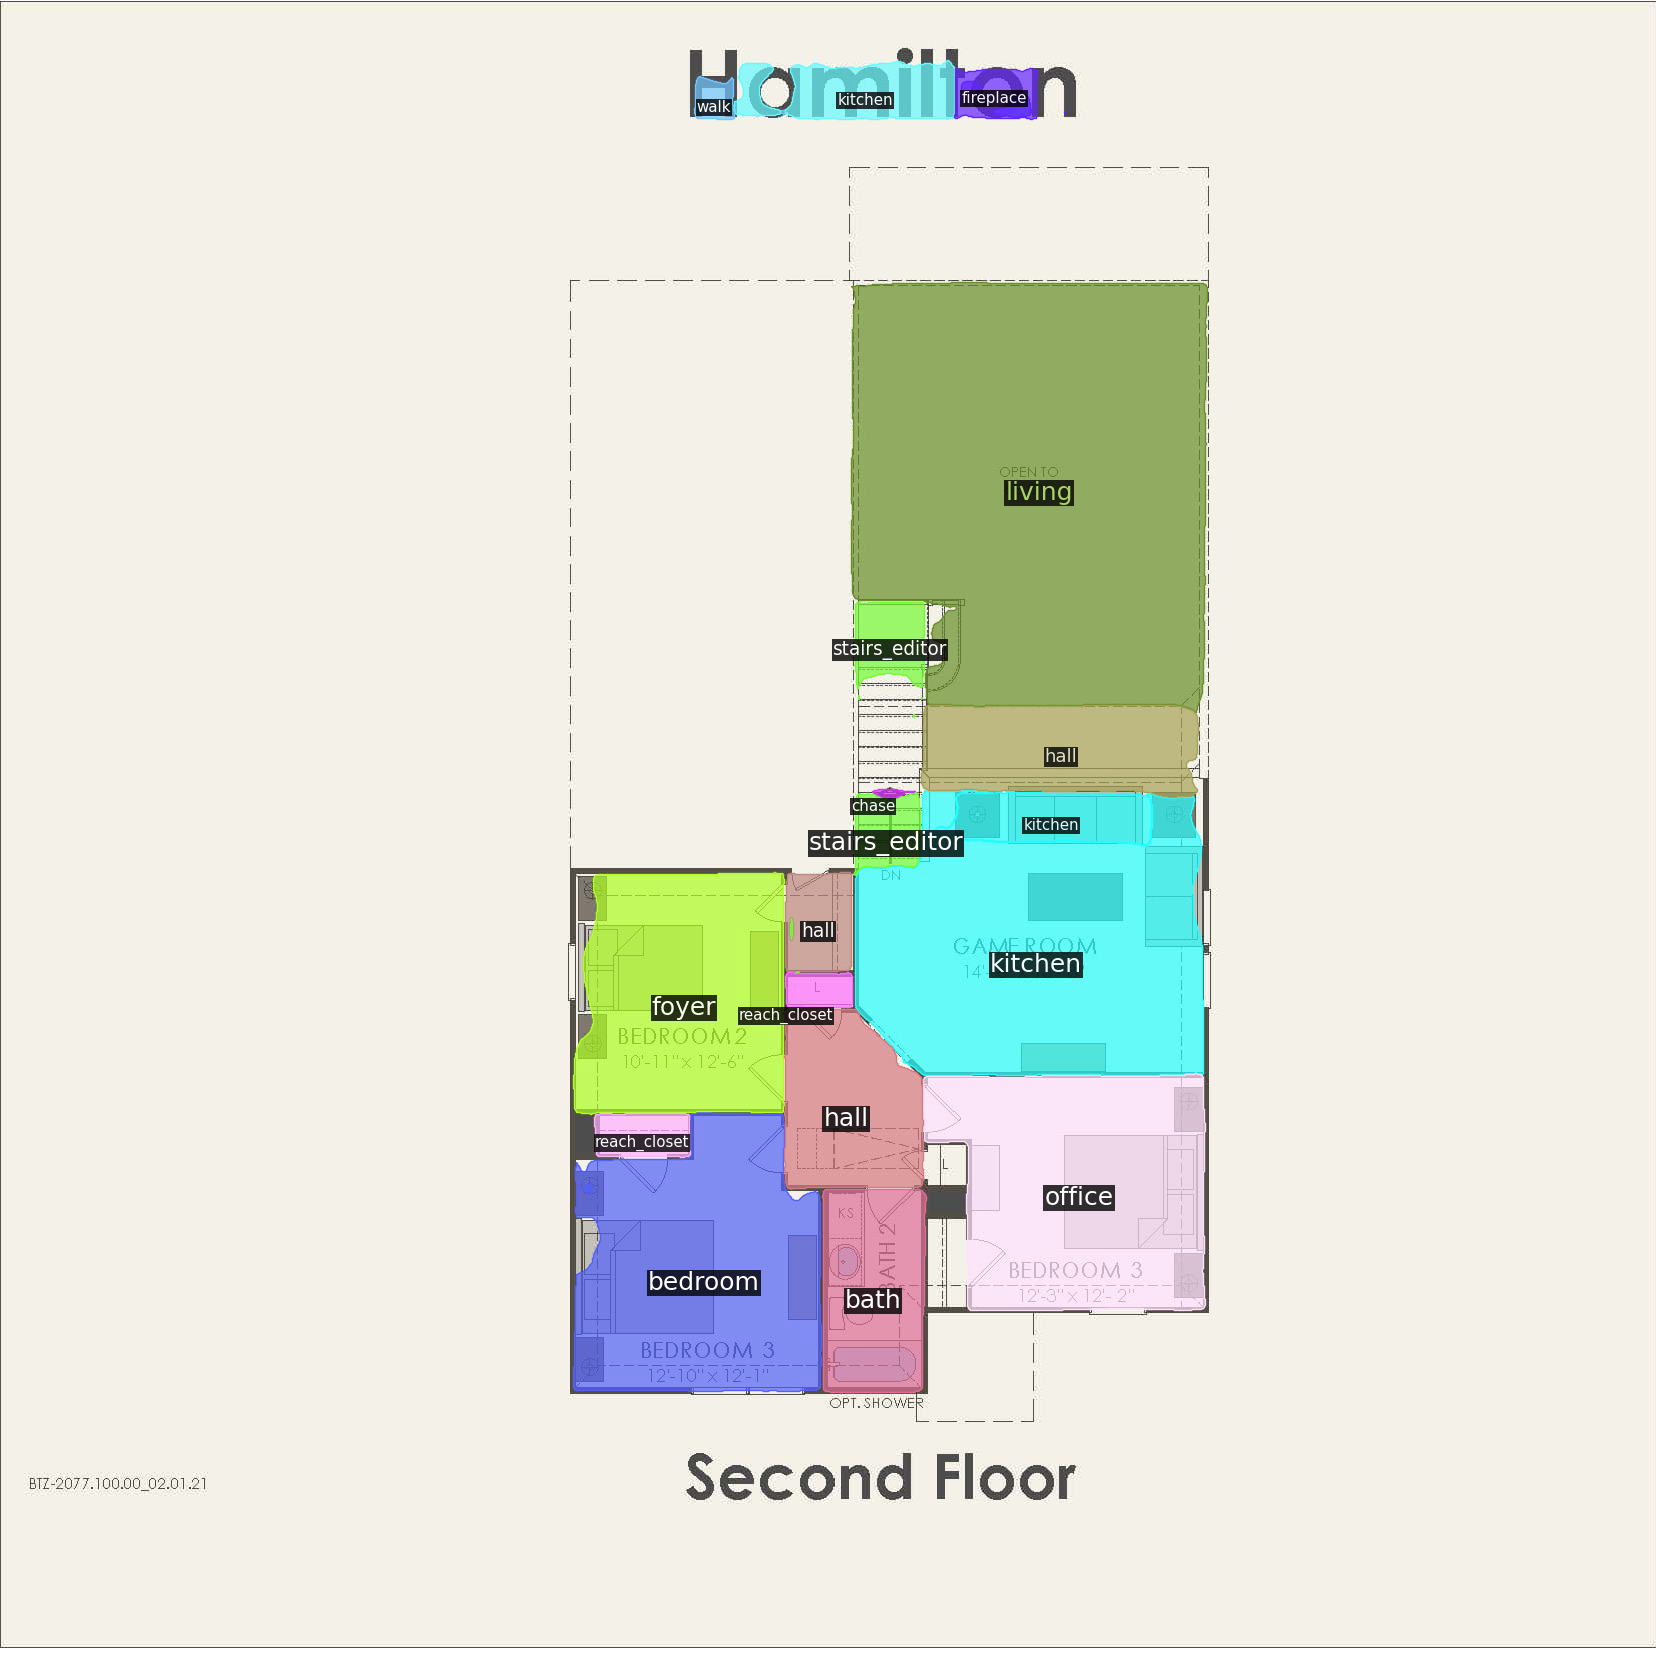 Hamilton
walk
kitchen
fireplace
OPEN TO
living
stairs_editor
hall
chase
kitchen
stairs_editor
DN
hall
GAME ROOM
kitchen
14'
L
foyer
reach_closet
BEDROOM 2
10'-11" x 12'-6"
hall
reach_closet
L
office
KS
BATH 2
bedroom
bath
BEDROOM 3
12'-3" x 12'- 2"
BEDROOM 3
12'-10" x 12'-1"
OPT. SHOWER
Second Floor
BTZ-2077.100.00_02.01.21